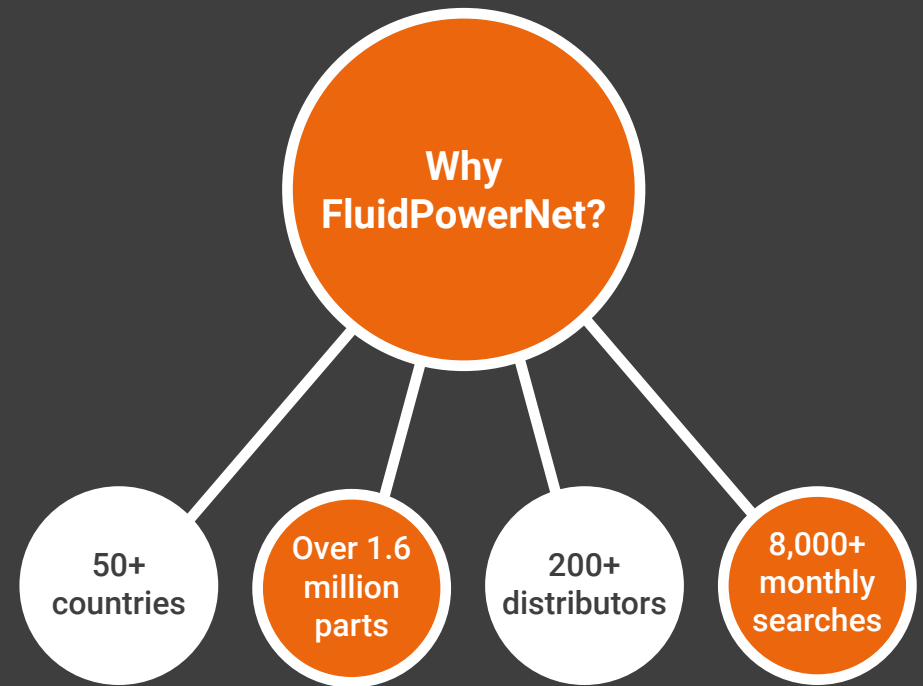 Why
FluidPowerNet?
50+
countries
Over 1.6
million
parts
200+
distributors
8,000+
monthly
searches